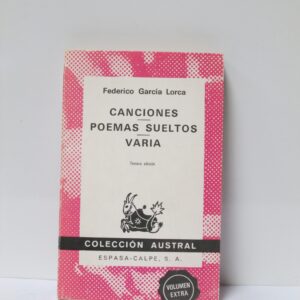 Federico García Lorca
CANCIONES
POEMAS SUELTOS
VARIA
Tercera edición
COLECCIÓN AUSTRAL
ESPASA-CALPE, S. A.
VOLUMEN
EXTRA